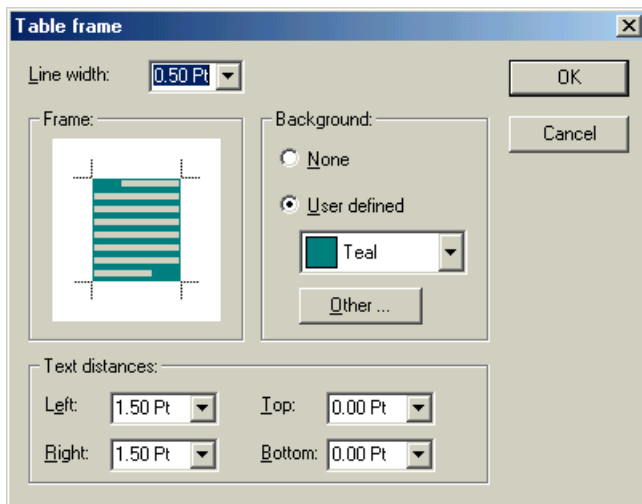 Table frame
Line width: 0.50 Pt
OK
Cancel
Frame:
Background:
None
User defined
Teal
Other ...
Text distances:
Left: 1.50 Pt Top: 0.00 Pt
Right: 1.50 Pt Bottom: 0.00 Pt